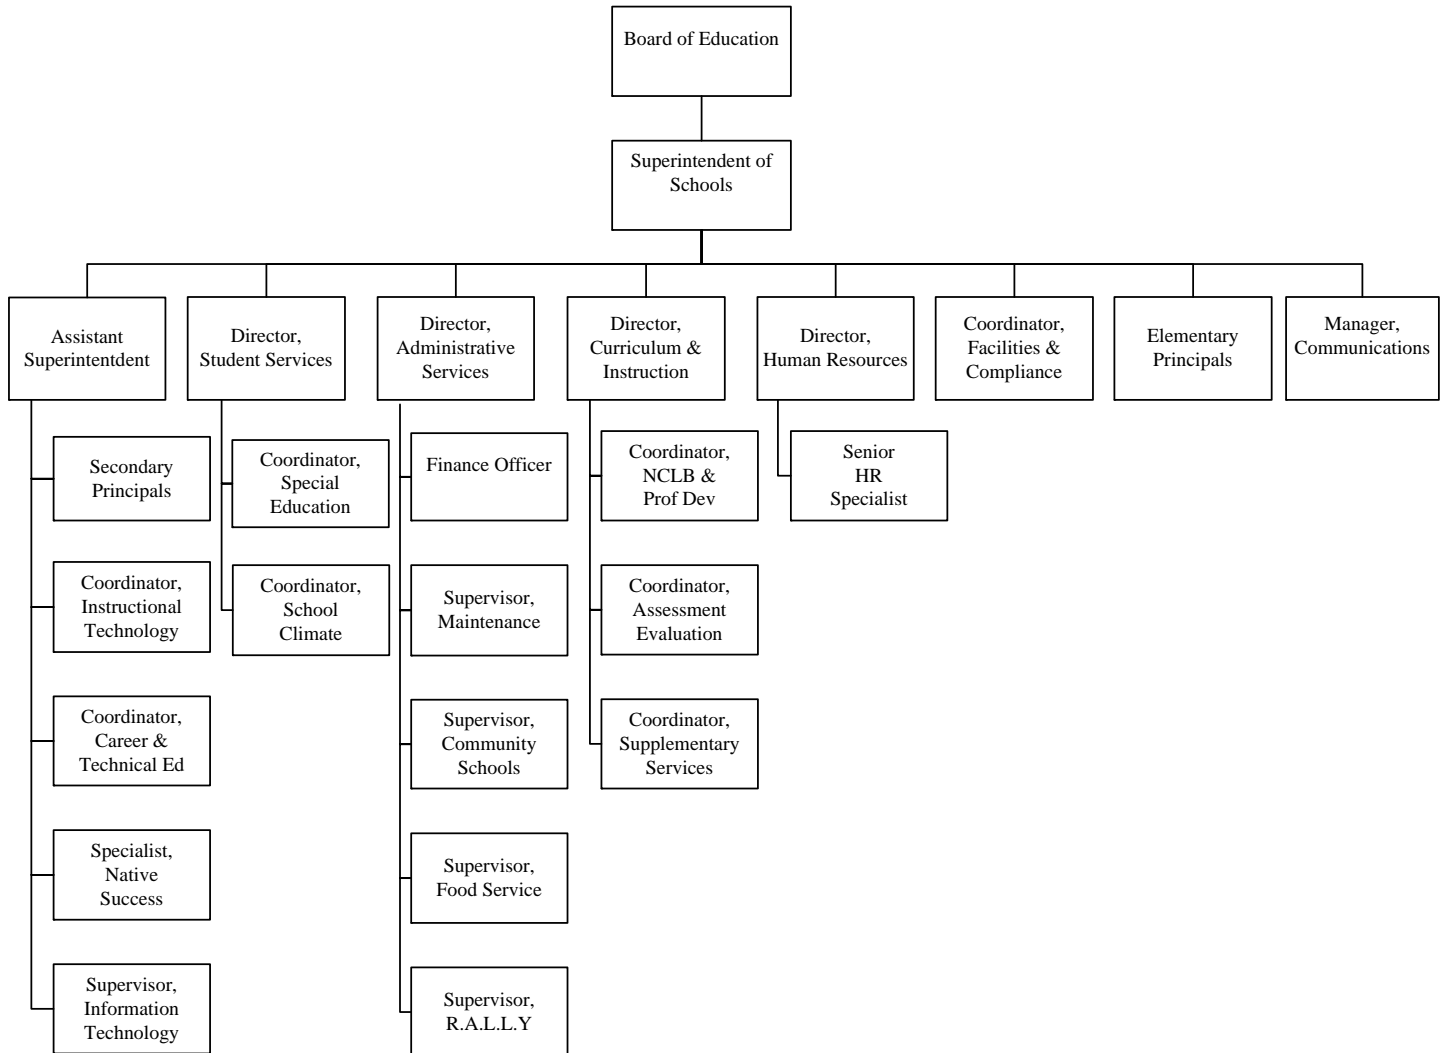 Board of Education
Superintendent of
Schools
Assistant
Superintentdent
Director,
Student Services
Director,
Administrative
Services
Director,
Curriculum &
Instruction
Director,
Human Resources
Coordinator,
Facilities &
Compliance
Elementary
Principals
Manager,
Communications
Secondary
Principals
Coordinator,
Special
Education
Finance Officer
Coordinator,
NCLB &
Prof Dev
Senior
HR
Specialist
Coordinator,
Instructional
Technology
Coordinator,
School
Climate
Supervisor,
Maintenance
Coordinator,
Assessment
Evaluation
Coordinator,
Career &
Technical Ed
Supervisor,
Community
Schools
Coordinator,
Supplementary
Services
Specialist,
Native
Success
Supervisor,
Food Service
Supervisor,
Information
Technology
Supervisor,
R.A.L.L.Y